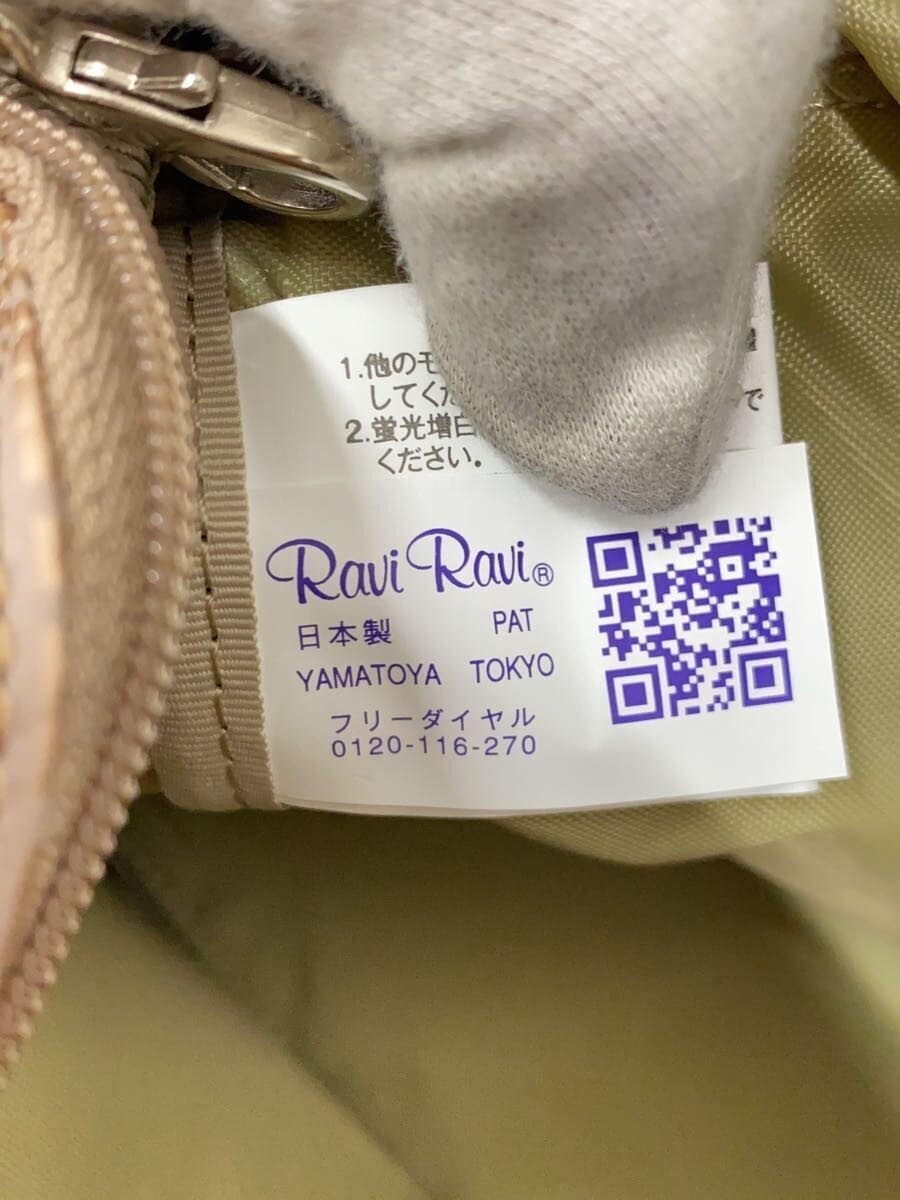 1.他のモ
してくだ
で
2.蛍光増白
ください。
Ravi Ravi®
日本製 PAT
YAMATOYA TOKYO
フリーダイヤル
0120-116-270